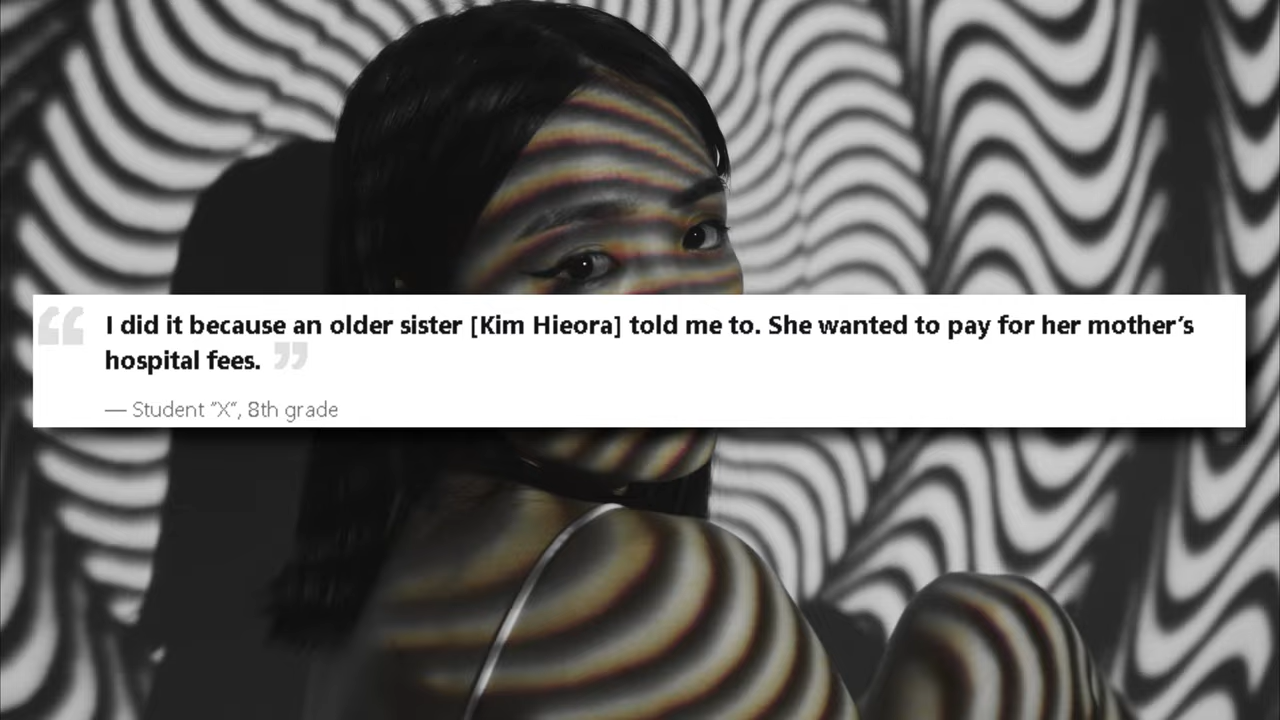 “ I did it because an older sister [Kim Hieora] told me to. She wanted to pay for her mother’s
hospital fees. ”
— Student “X”, 8th grade